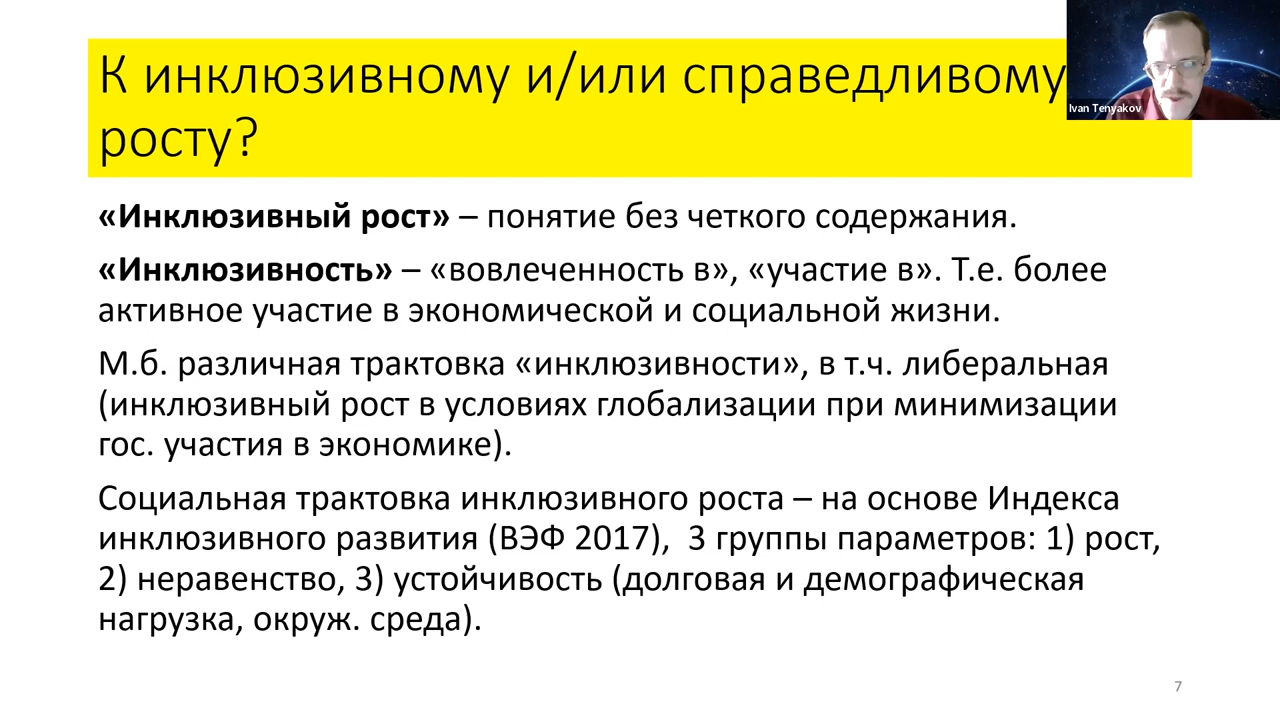 К инклюзивному и/или справедливому
росту?
Ivan Tenyakov
«Инклюзивный рост» – понятие без четкого содержания.
«Инклюзивность» – «вовлеченность в», «участие в». Т.е. более
активное участие в экономической и социальной жизни.
М.б. различная трактовка «инклюзивности», в т.ч. либеральная
(инклюзивный рост в условиях глобализации при минимизации
гос. участия в экономике).
Социальная трактовка инклюзивного роста – на основе Индекса
инклюзивного развития (ВЭФ 2017),  3 группы параметров: 1) рост,
2) неравенство, 3) устойчивость (долговая и демографическая
нагрузка, окруж. среда).
7